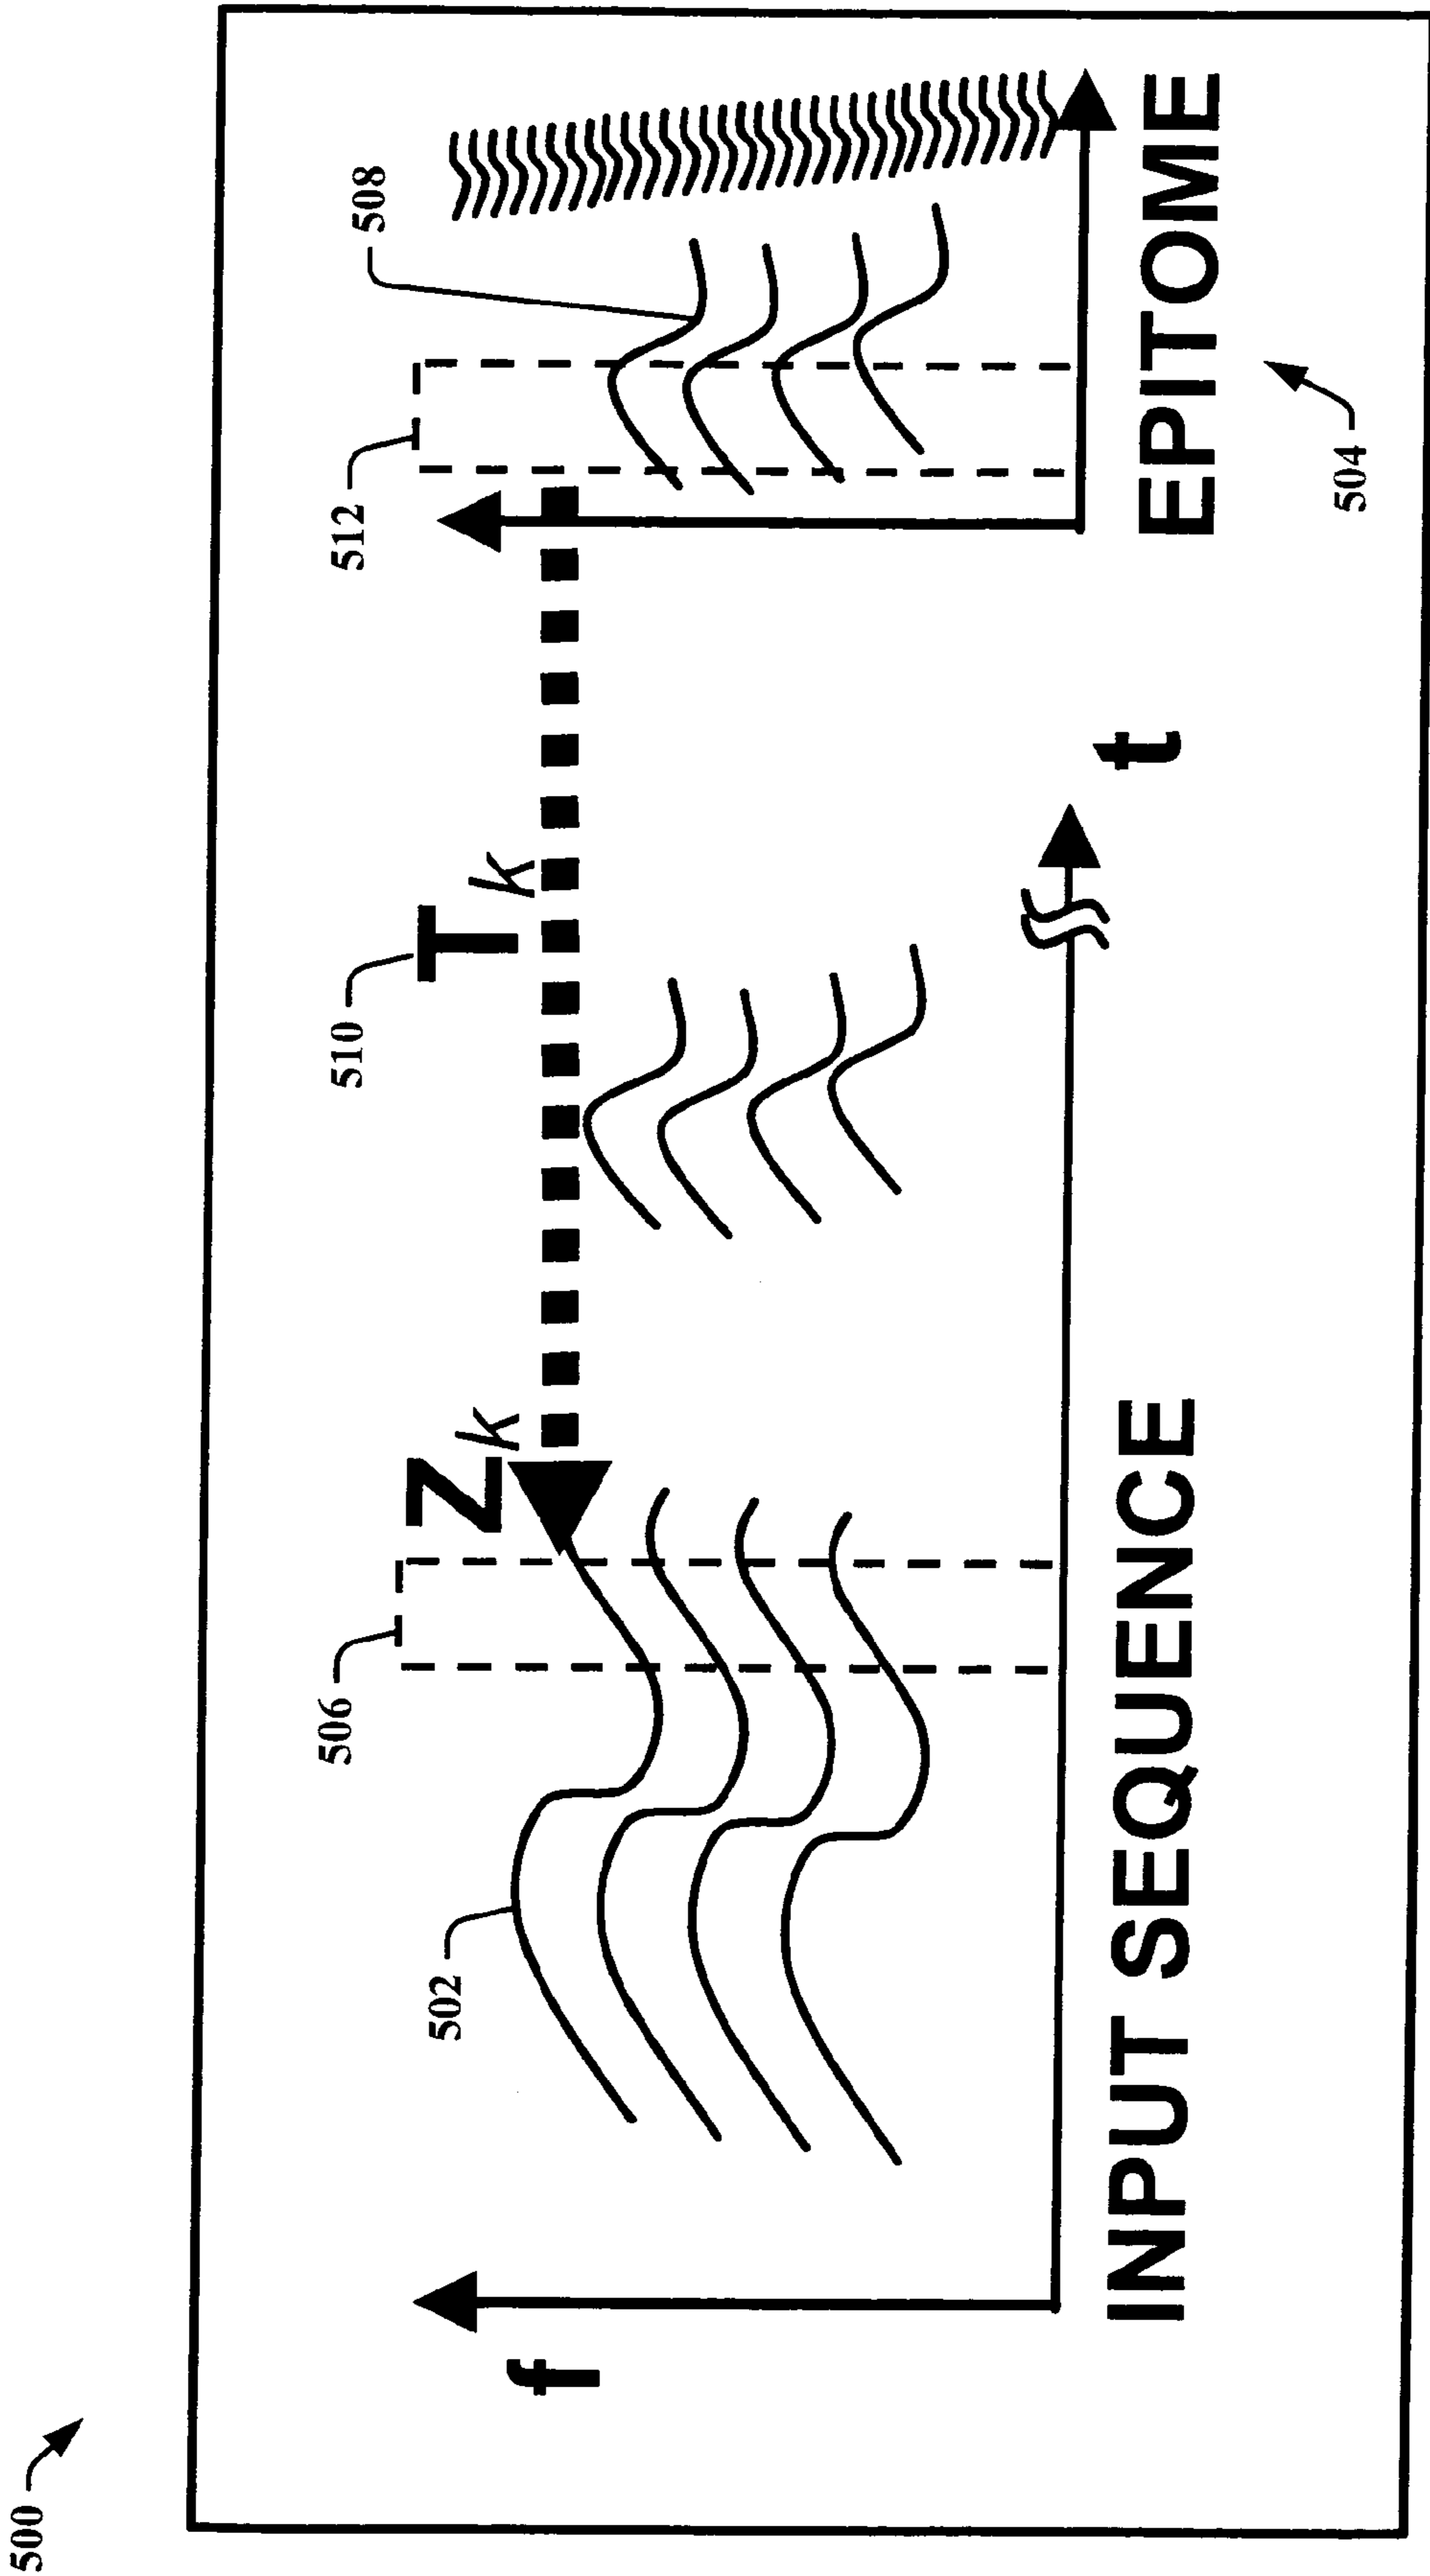 500
506
510
512
508
502
Z k
T k
f
t
INPUT SEQUENCE
EPITOME
504